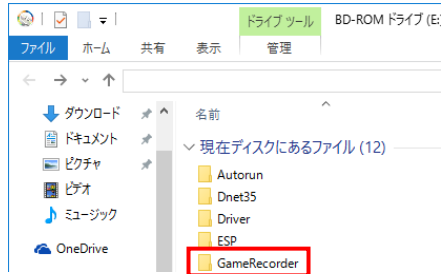 ドライブ ツール
BD-ROM ドライブ (E:
ファイル
ホーム
共有
表示
管理
ダウンロード
ドキュメント
ピクチャ
ビデオ
ミュージック
OneDrive
名前
現在ディスクにあるファイル (12)
Autorun
Dnet35
Driver
ESP
GameRecorder